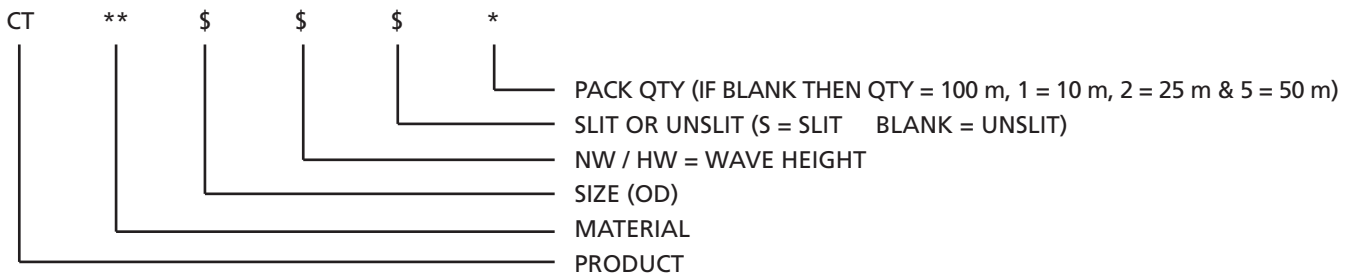 CT ** $ $ $ *
PACK QTY (IF BLANK THEN QTY = 100 m, 1 = 10 m, 2 = 25 m & 5 = 50 m)
SLIT OR UNSLIT (S = SLIT BLANK = UNSLIT)
NW / HW = WAVE HEIGHT
SIZE (OD)
MATERIAL
PRODUCT